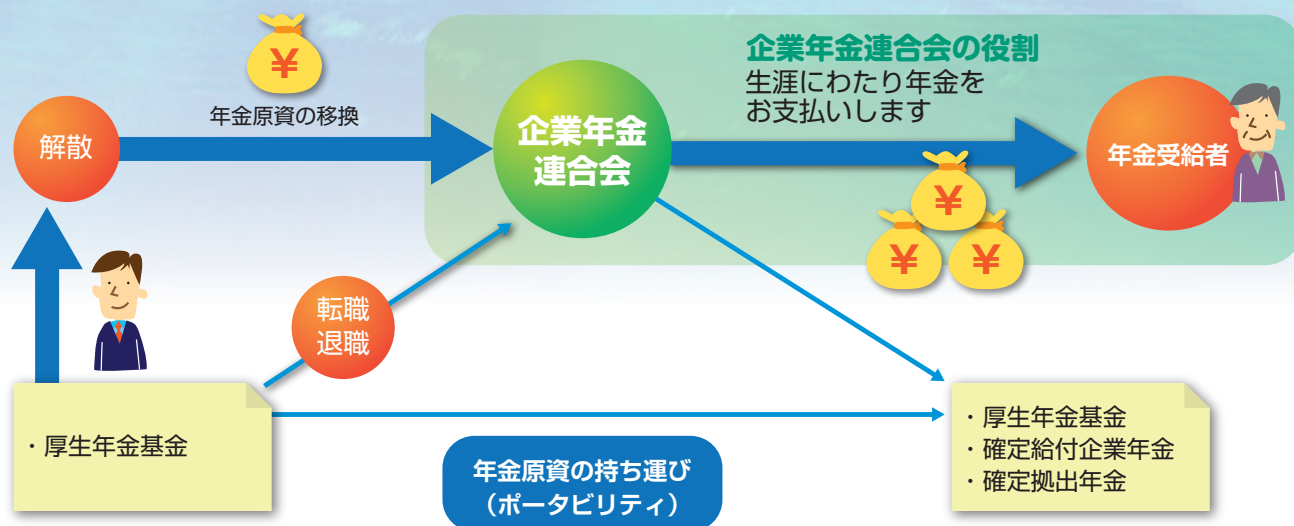 企業年金連合会の役割
生涯にわたり年金を
お支払いします
¥
年金原資の移換
解散
企業年金
連合会
年金受給者
¥
¥
¥
転職
退職
・厚生年金基金
・厚生年金基金
・確定給付企業年金
・確定拠出年金
年金原資の持ち運び
（ポータビリティ）